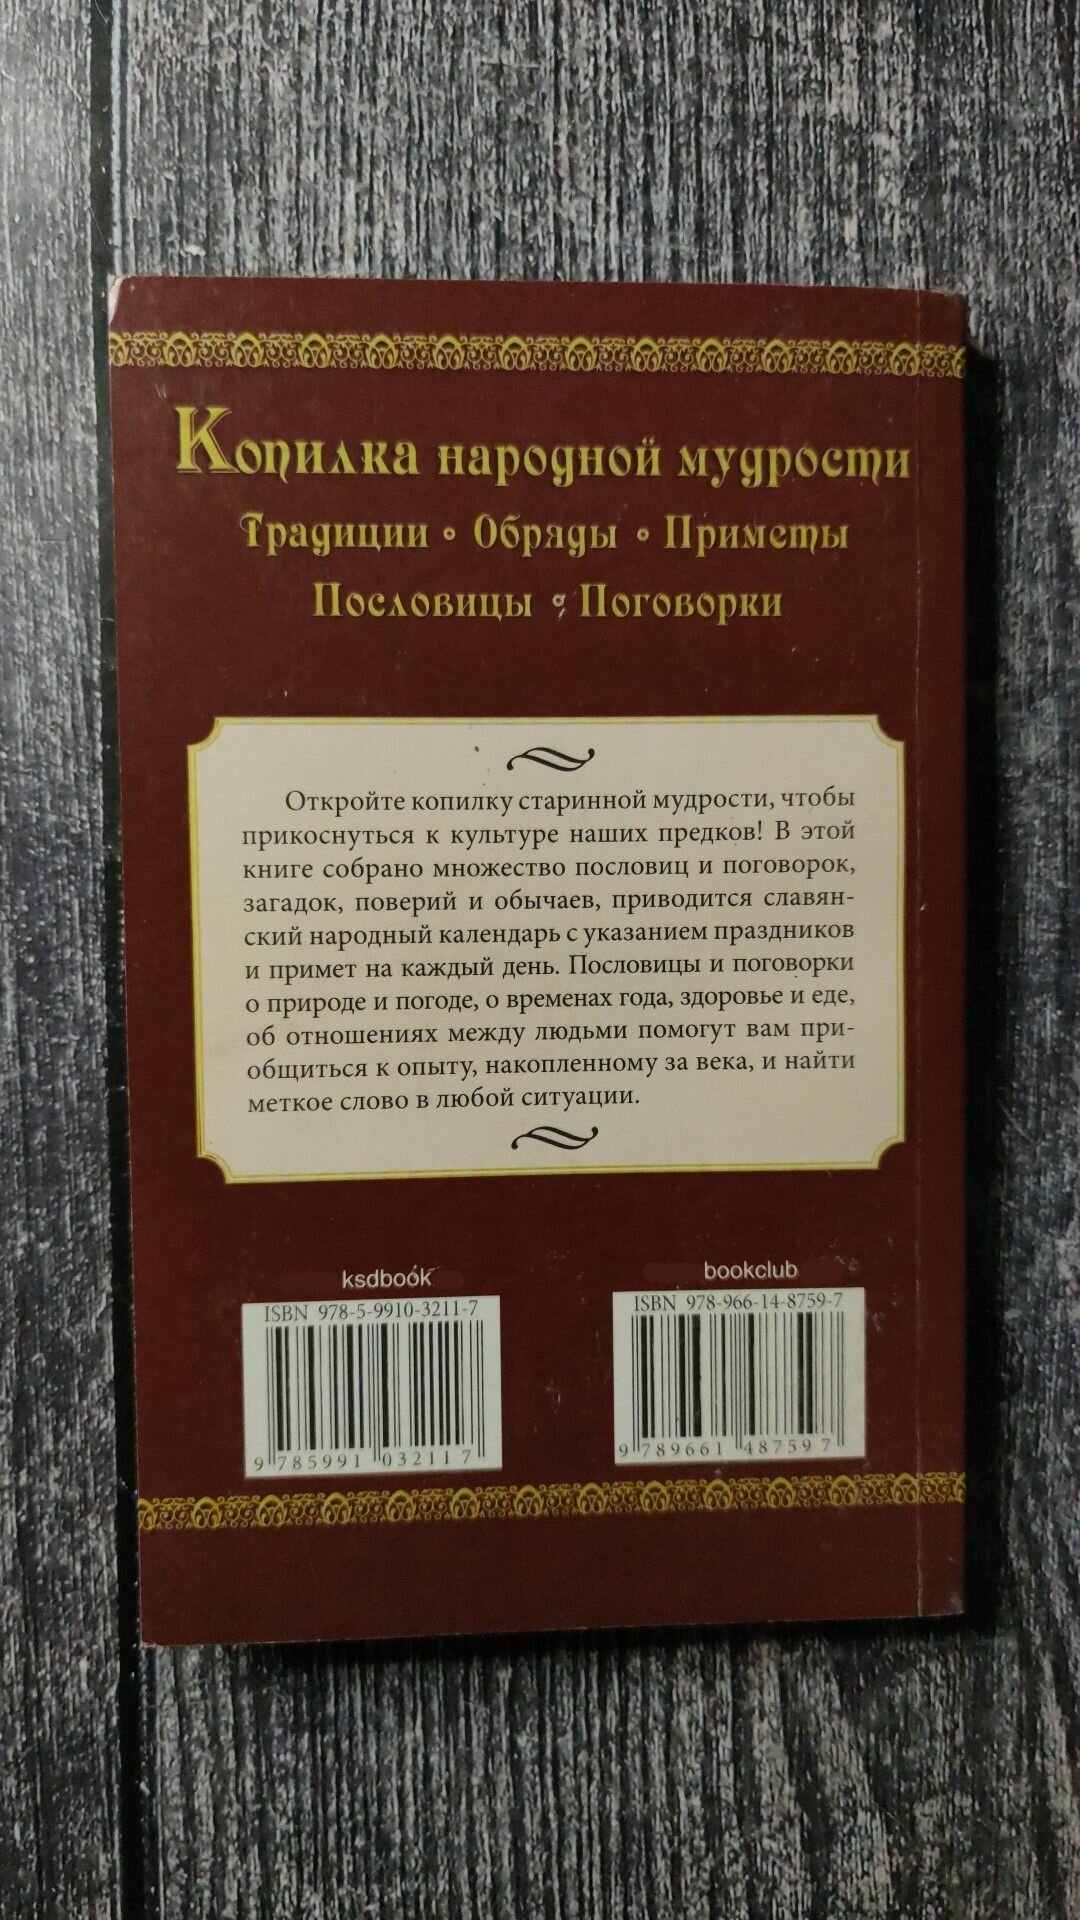 Копилка народной мудрости
Традиции • Обряды • Приметы
Пословицы • Поговорки
Откройте копилку старинной мудрости, чтобы
прикоснуться к культуре наших предков! В этой
книге собрано множество пословиц и поговорок,
загадок, поверий и обычаев, приводится славян-
ский народный календарь с указанием праздников
и примет на каждый день. Пословицы и поговорки
о природе и погоде, о временах года, здоровье и еде,
об отношениях между людьми помогут вам при-
общиться к опыту, накопленному за века, и найти
меткое слово в любой ситуации.
ksdbook
ISBN 978-5-9910-3211-7
9 785991 032117
bookclub
ISBN 978-966-14-8759-7
9 789661 487597